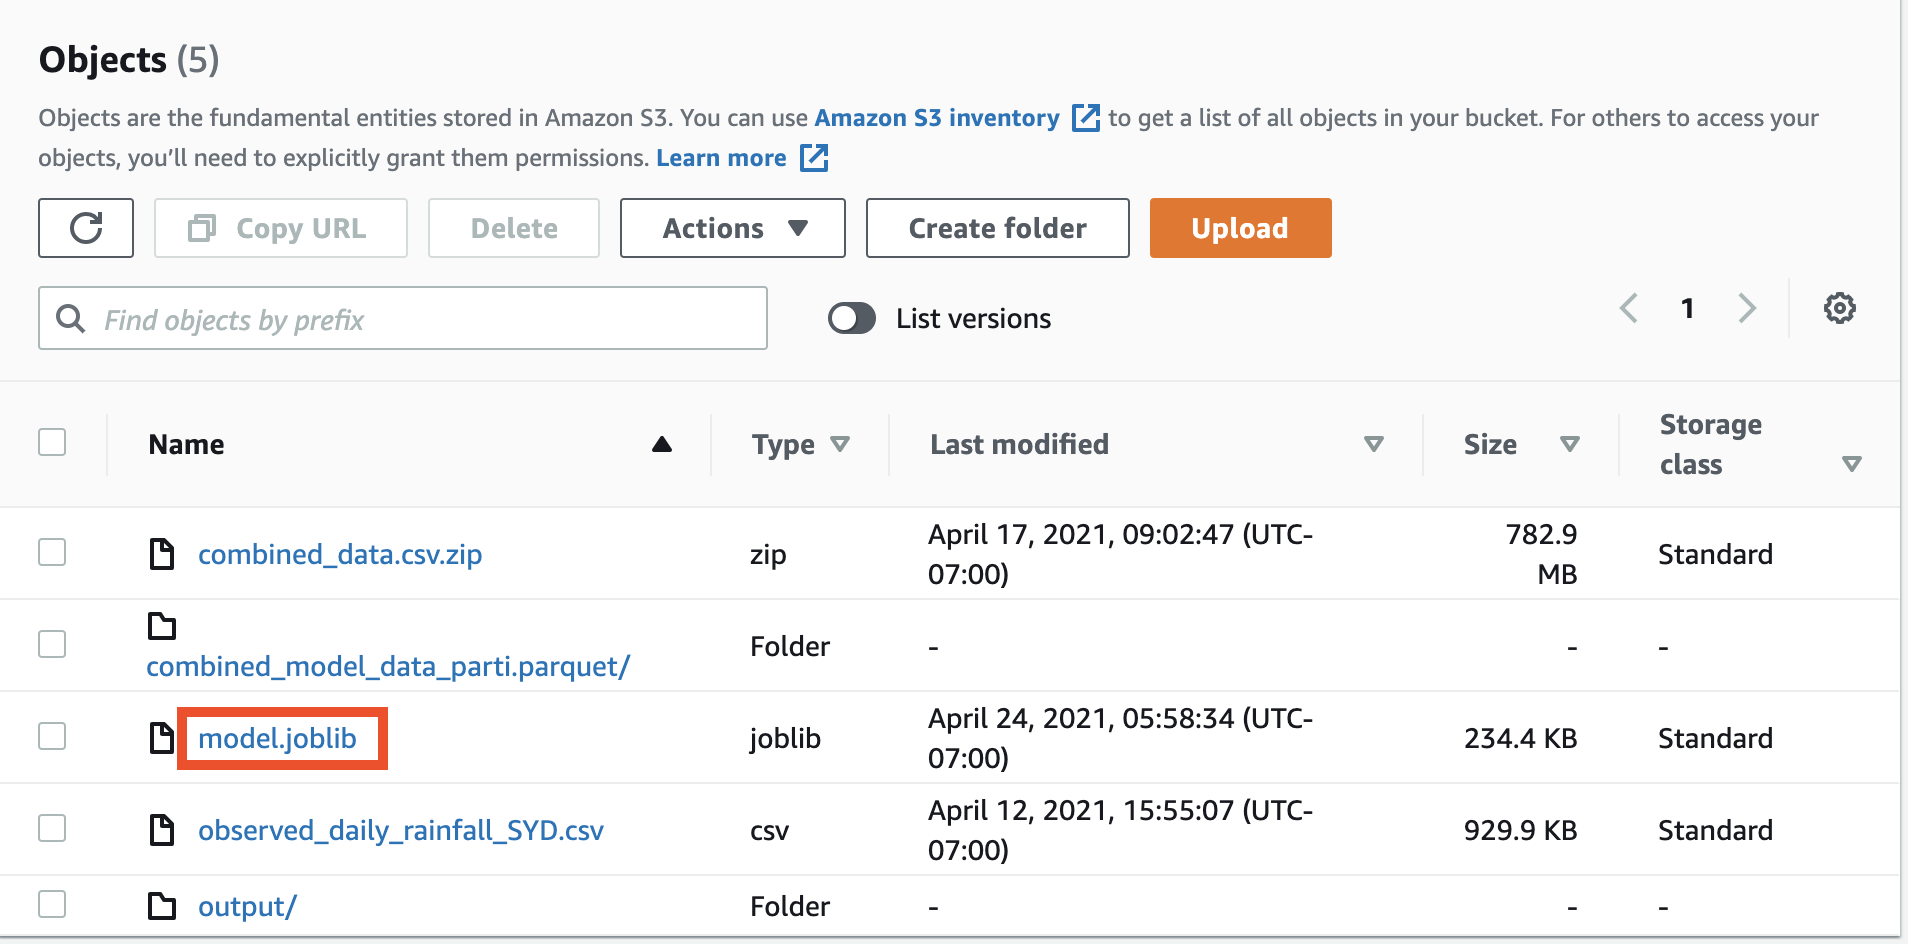 Objects (5)
Objects are the fundamental entities stored in Amazon S3. You can use Amazon S3 inventory to get a list of all objects in your bucket. For others to access your
objects, you’ll need to explicitly grant them permissions. Learn more
Copy URL Delete Actions Create folder Upload
Find objects by prefix List versions 1
Name Type Last modified Size Storage class
combined_data.csv.zip zip April 17, 2021, 09:02:47 (UTC-07:00) 782.9 MB Standard
combined_model_data_parti.parquet/ Folder - - -
model.joblib joblib April 24, 2021, 05:58:34 (UTC-07:00) 234.4 KB Standard
observed_daily_rainfall_SYD.csv csv April 12, 2021, 15:55:07 (UTC-07:00) 929.9 KB Standard
output/ Folder - - -